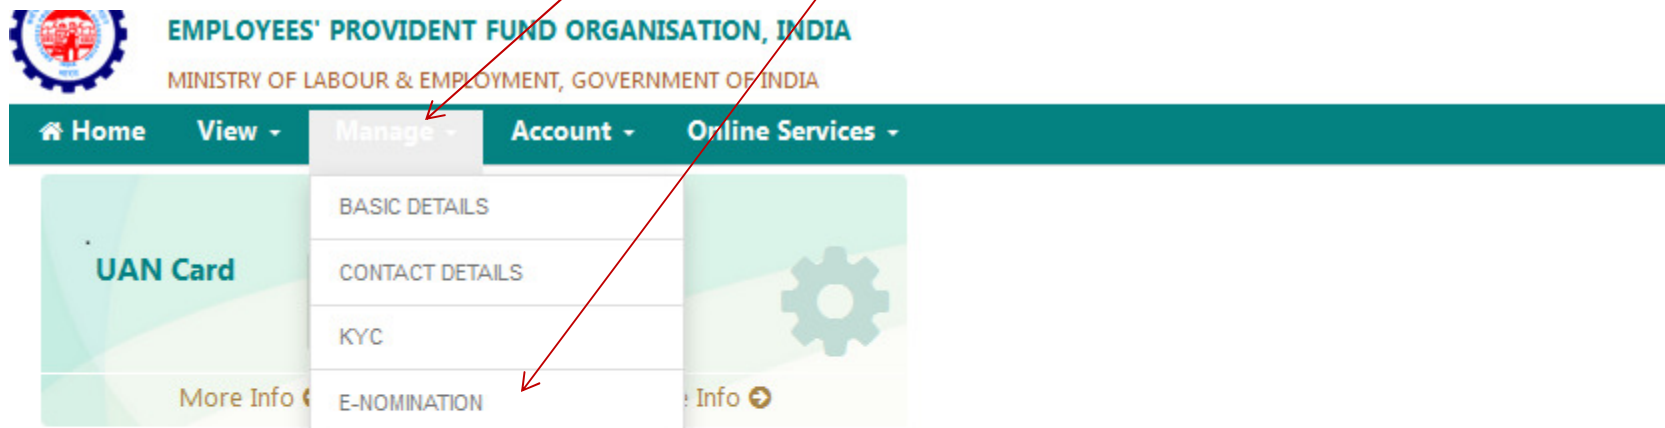 EMPLOYEES' PROVIDENT FUND ORGANISATION, INDIA
MINISTRY OF LABOUR & EMPLOYMENT, GOVERNMENT OF INDIA
Home View Manage Account Online Services
BASIC DETAILS
UAN Card
CONTACT DETAILS
KYC
More Info
E-NOMINATION
Info